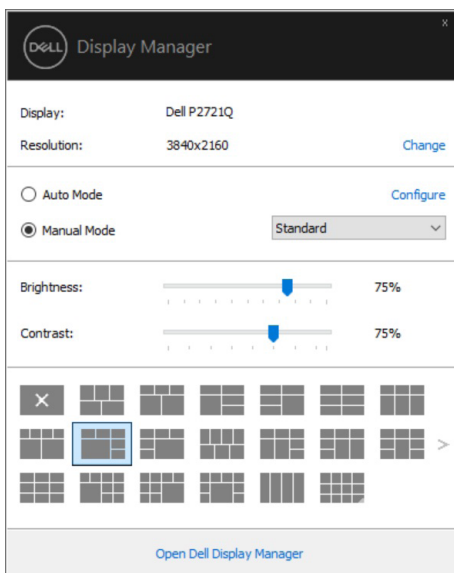 x
DELL Display Manager
Display: Dell P2721Q
Resolution: 3840x2160 Change
Auto Mode Configure
Manual Mode Standard
Brightness: 75%
Contrast: 75%
Open Dell Display Manager